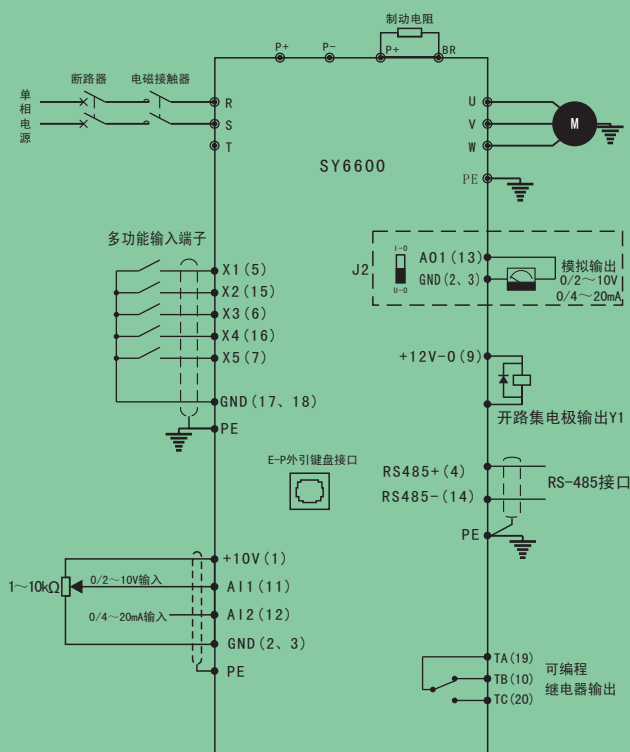 制动电阻
P+
P-
P+
BR
断路器
电磁接触器
单相电源
R
S
T
U
V
W
M
PE
SY6600
多功能输入端子
X1(5)
X2(15)
X3(6)
X4(16)
X5(7)
GND(17、18)
PE
J2
I-O
U-O
AO1(13)
GND(2、3)
模拟输出
0/2~10V
0/4~20mA
+12V-0(9)
开路集电极输出Y1
E-P外引键盘接口
RS485+(4)
RS485-(14)
RS-485接口
PE
+10V(1)
1~10kΩ
0/2~10V输入
AI1(11)
0/4~20mA输入
AI2(12)
GND(2、3)
PE
TA(19)
TB(10)
TC(20)
可编程
继电器输出